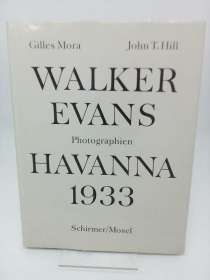 Gilles Mora John T. Hill
WALKER
EVANS
Photographien
HAVANNA
1933
Schirmer/Mosel